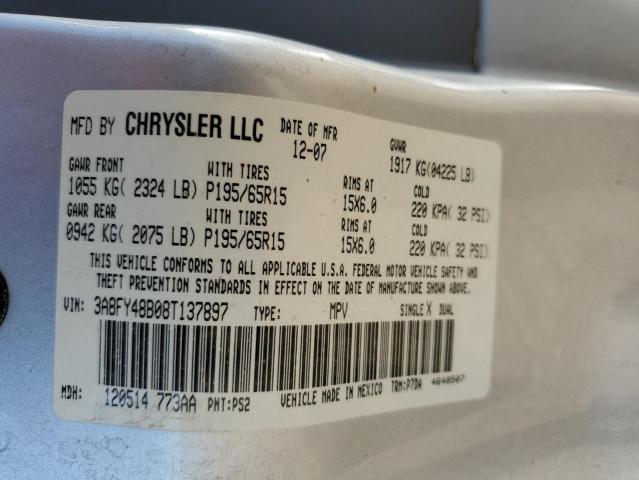 MFD BY CHRYSLER LLC DATE OF MFR 12-07 GVWR 1917 KG(04225 LB)
GAWR FRONT WITH TIRES RIMS AT COLD
1055 KG( 2324 LB) P195/65R15 15X6.0 220 KPA( 32 PSI)
GAWR REAR WITH TIRES RIMS AT COLD
0942 KG( 2075 LB) P195/65R15 15X6.0 220 KPA( 32 PSI)
THIS VEHICLE CONFORMS TO ALL APPLICABLE U.S.A. FEDERAL MOTOR VEHICLE SAFETY AND
THEFT PREVENTION STANDARDS IN EFFECT ON THE DATE OF MANUFACTURE SHOWN ABOVE.
VIN: 3A8FY48B08T137897 TYPE: MPV SINGLE X DUAL
MDH: 120514 773AA PNT:PS2 VEHICLE MADE IN MEXICO TRM:P7DA 4648507